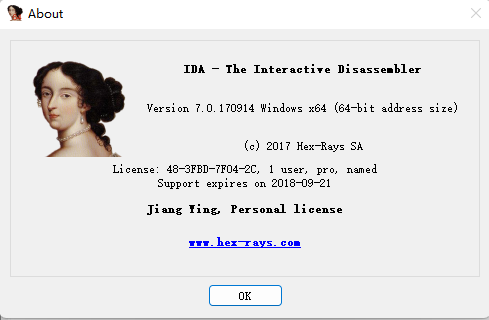 About
IDA - The Interactive Disassembler
Version 7.0.170914 Windows x64 (64-bit address size)
(c) 2017 Hex-Rays SA
License: 48-3FBD-7F04-2C, 1 user, pro, named
Support expires on 2018-09-21
Jiang Ying, Personal license
www.hex-rays.com
OK